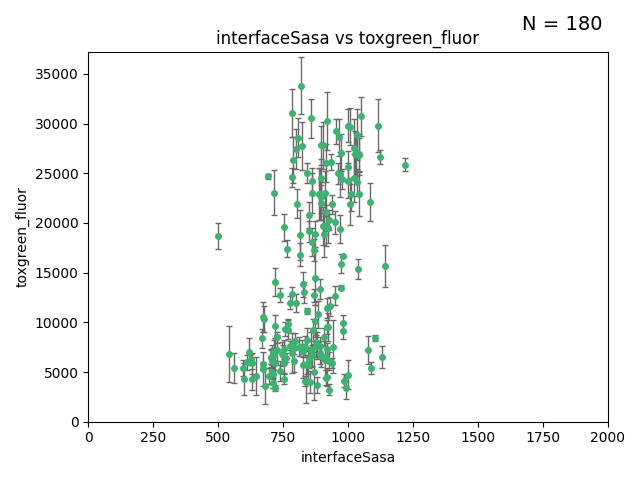 N = 180
interfaceSasa vs toxgreen_fluor
35000
30000
25000
20000
15000
10000
5000
0
toxgreen_fluor
0 250 500 750 1000 1250 1500 1750 2000
interfaceSasa